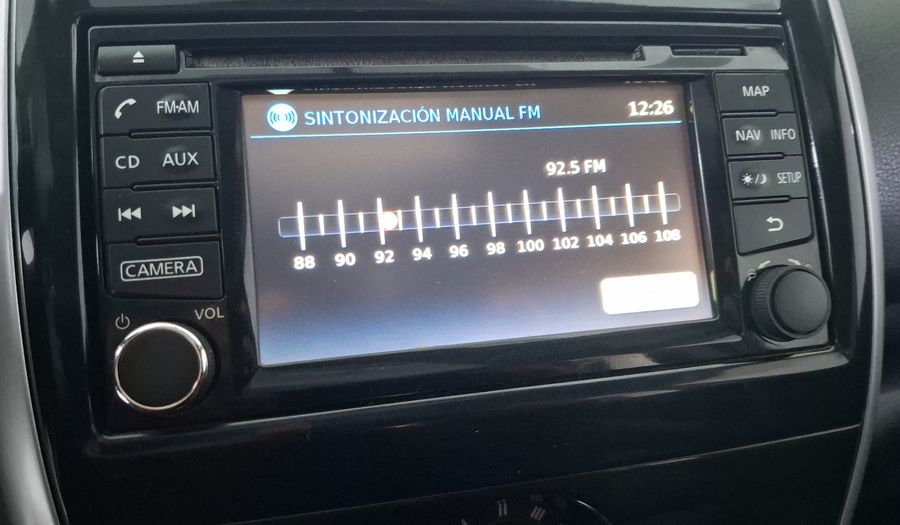 FM·AM
CD AUX
CAMERA
VOL
SINTONIZACIÓN MANUAL FM 12:26
92.5 FM
88 90 92 94 96 98 100 102 104 106 108
MAP
NAV INFO
SETUP